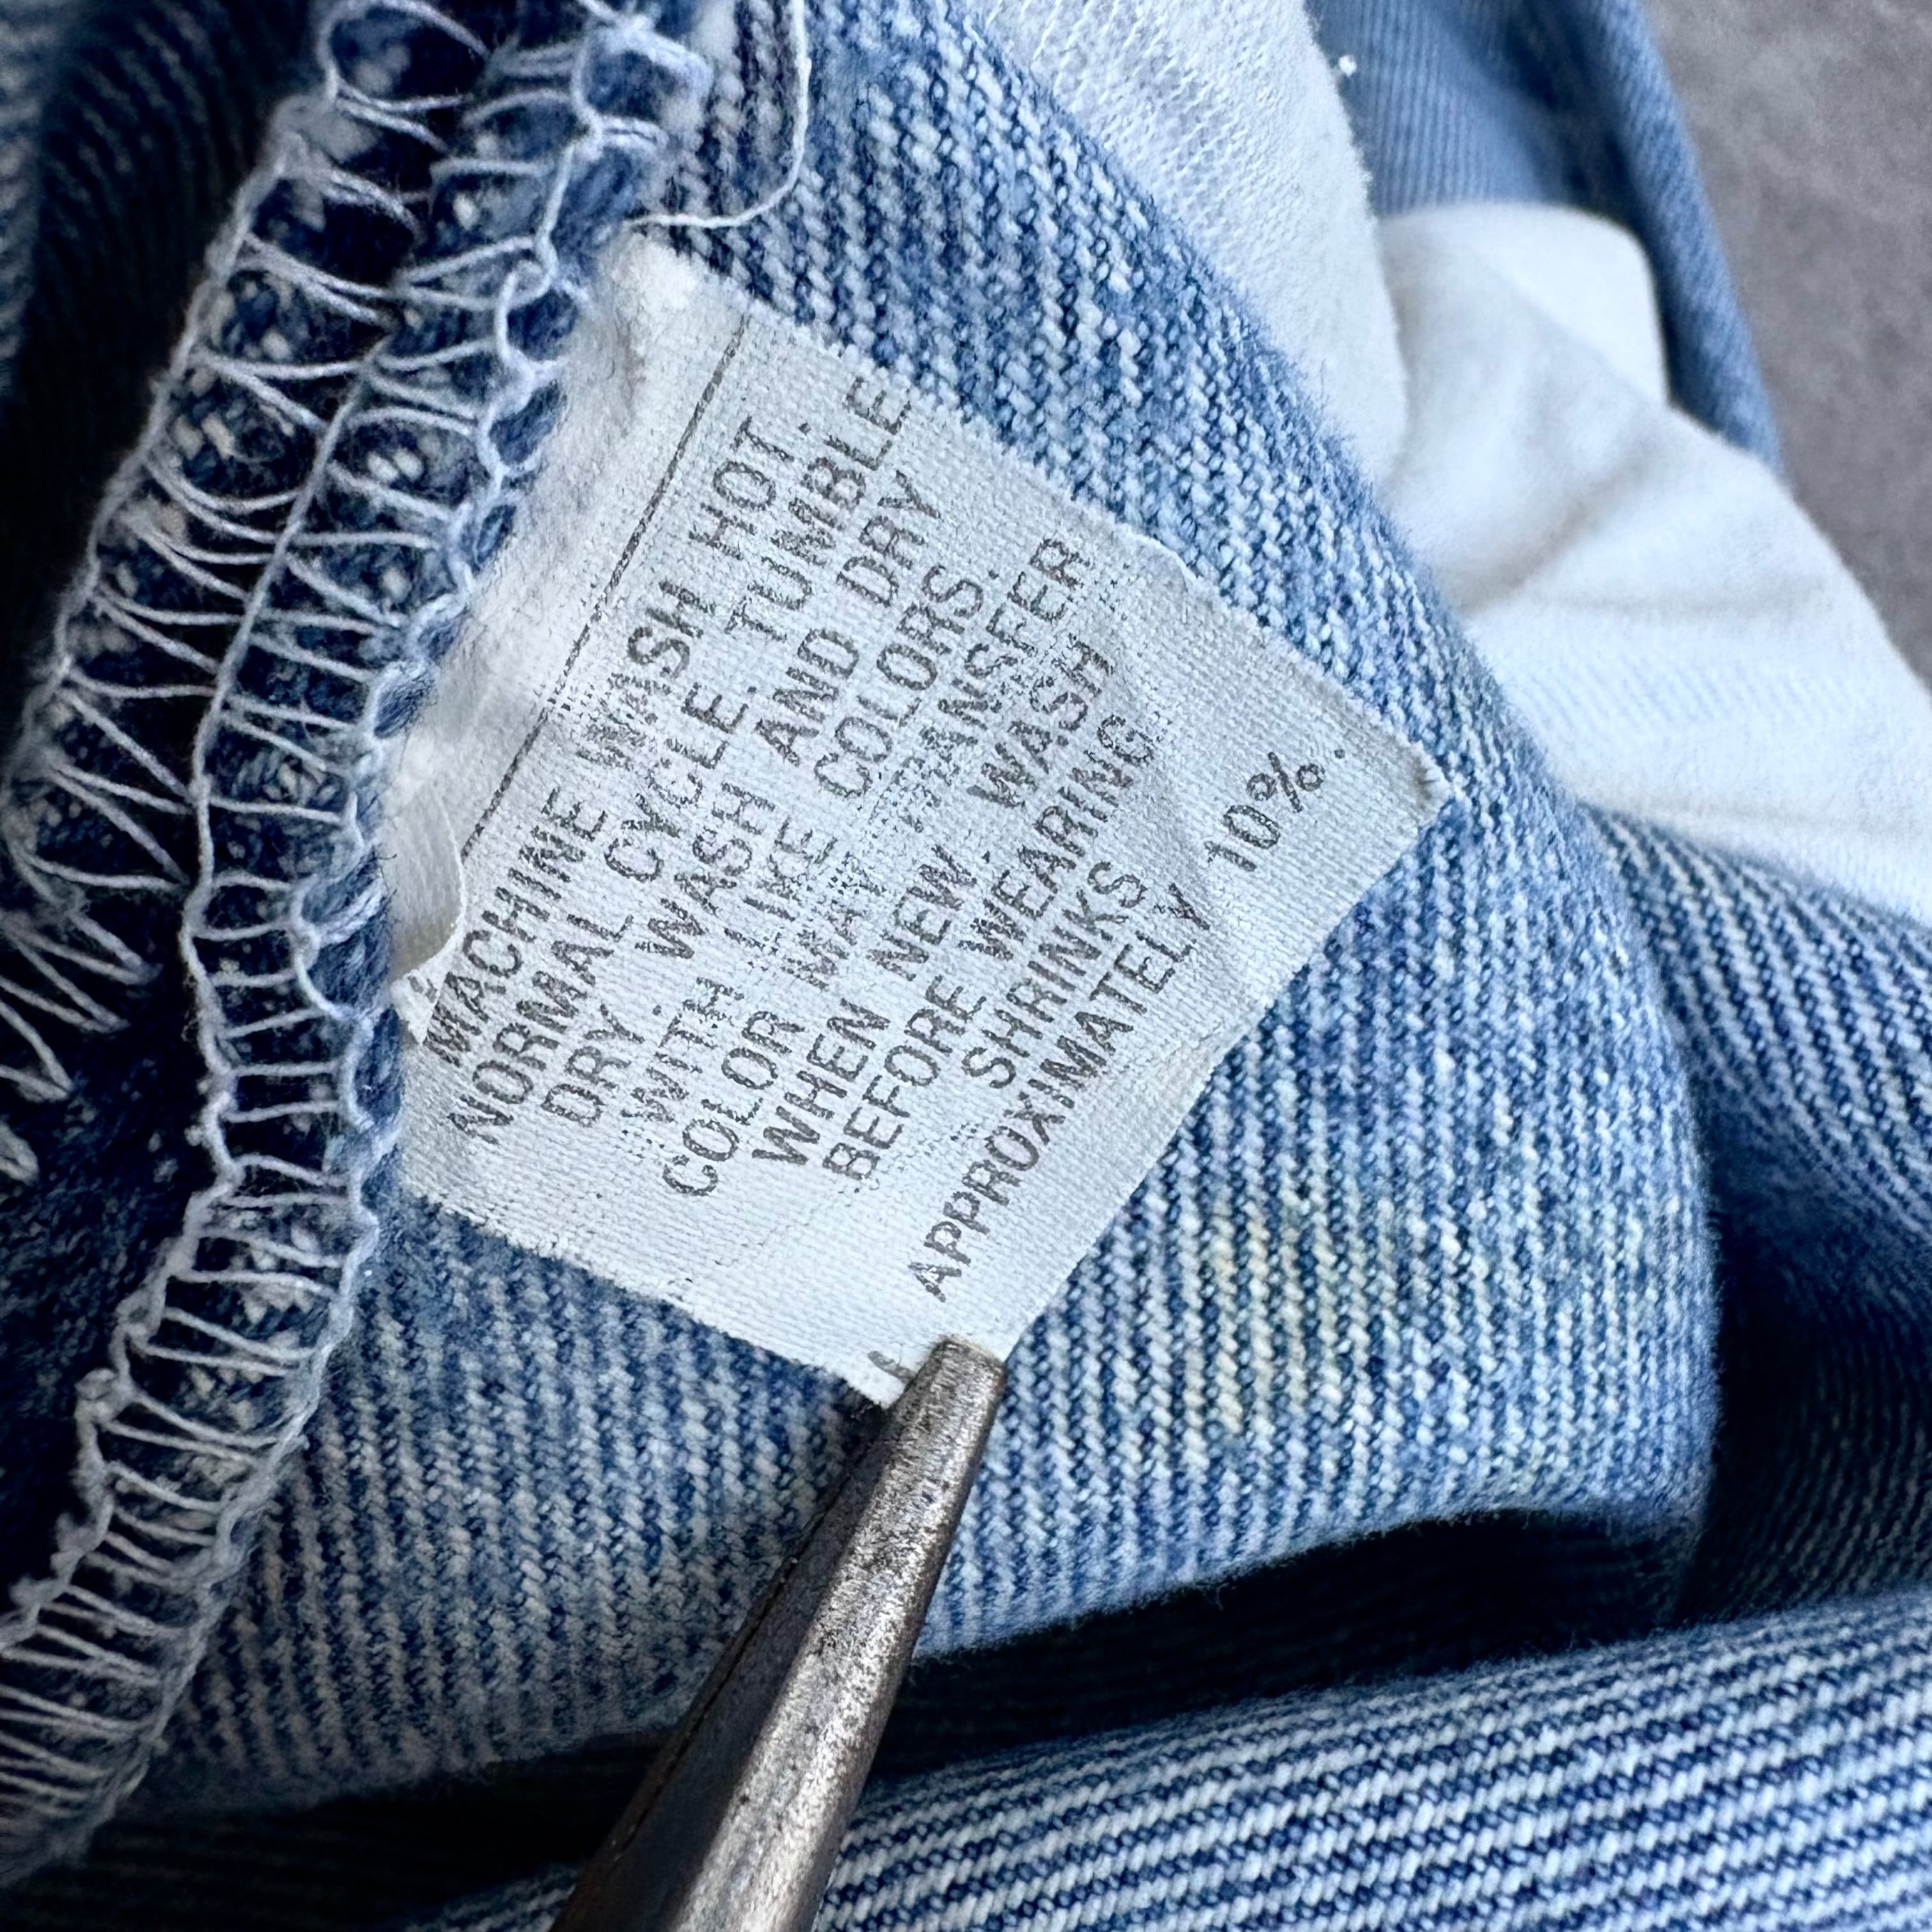 MACHINE WASH HOT,
NORMAL CYCLE. TUMBLE
DRY. WASH AND DRY
WITH LIKE COLORS.
COLOR MAY TRANSFER
WHEN NEW. WASH
BEFORE WEARING
SHRINKS
APPROXIMATELY 10%.